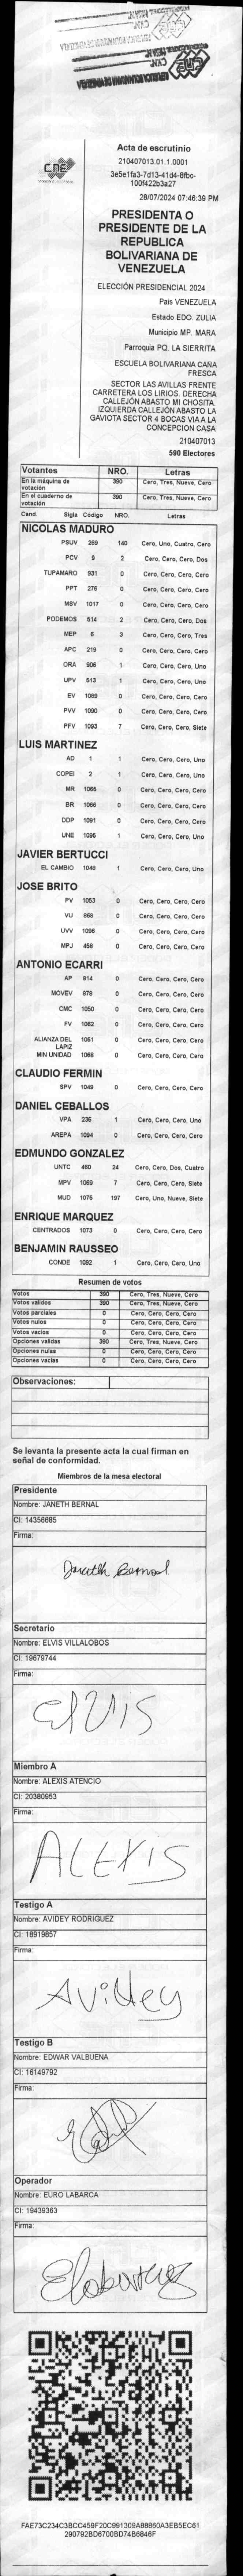 CNE
Acta de escrutinio
210407013.01.1.0001
3e5e1fa3-7d13-41d4-8fbc-
100f422b3a27
28/07/2024 07:46:39 PM
PRESIDENTA O
PRESIDENTE DE LA
REPUBLICA
BOLIVARIANA DE
VENEZUELA
ELECCIÓN PRESIDENCIAL 2024
País VENEZUELA
Estado EDO. ZULIA
Municipio MP. MARA
Parroquia PQ. LA SIERRITA
ESCUELA BOLIVARIANA CAÑA
FRESCA
SECTOR LAS AVILLAS FRENTE
CARRETERA LOS LIRIOS. DERECHA
CALLEJÓN ABASTO MI CHOSITA.
IZQUIERDA CALLEJÓN ABASTO LA
GAVIOTA SECTOR 4 BOCAS VIA A LA
CONCEPCION CASA
210407013
590 Electores
Votantes NRO. Letras
En la máquina de votación 390 Cero, Tres, Nueve, Cero
En el cuaderno de votación 390 Cero, Tres, Nueve, Cero
Cand. Sigla Código NRO. Letras
NICOLAS MADURO
PSUV 269 140 Cero, Uno, Cuatro, Cero
PCV 9 2 Cero, Cero, Cero, Dos
TUPAMARO 931 0 Cero, Cero, Cero, Cero
PPT 276 0 Cero, Cero, Cero, Cero
MSV 1017 0 Cero, Cero, Cero, Cero
PODEMOS 514 2 Cero, Cero, Cero, Dos
MEP 6 3 Cero, Cero, Cero, Tres
APC 219 0 Cero, Cero, Cero, Cero
ORA 906 1 Cero, Cero, Cero, Uno
UPV 513 1 Cero, Cero, Cero, Uno
EV 1089 0 Cero, Cero, Cero, Cero
PVV 1090 0 Cero, Cero, Cero, Cero
PFV 1093 7 Cero, Cero, Cero, Siete
LUIS MARTINEZ
AD 1 1 Cero, Cero, Cero, Uno
COPEI 2 1 Cero, Cero, Cero, Uno
MR 1065 0 Cero, Cero, Cero, Cero
BR 1066 0 Cero, Cero, Cero, Cero
DDP 1091 0 Cero, Cero, Cero, Cero
UNE 1095 1 Cero, Cero, Cero, Uno
JAVIER BERTUCCI
EL CAMBIO 1046 1 Cero, Cero, Cero, Uno
JOSE BRITO
PV 1053 0 Cero, Cero, Cero, Cero
VU 868 0 Cero, Cero, Cero, Cero
UVV 1096 0 Cero, Cero, Cero, Cero
MPJ 458 0 Cero, Cero, Cero, Cero
ANTONIO ECARRI
AP 814 0 Cero, Cero, Cero, Cero
MOVEV 978 0 Cero, Cero, Cero, Cero
CMC 1050 0 Cero, Cero, Cero, Cero
FV 1062 0 Cero, Cero, Cero, Cero
ALIANZA DEL LAPIZ 1051 0 Cero, Cero, Cero, Cero
MIN UNIDAD 1068 0 Cero, Cero, Cero, Cero
CLAUDIO FERMIN
SPV 1049 0 Cero, Cero, Cero, Cero
DANIEL CEBALLOS
VPA 236 1 Cero, Cero, Cero, Uno
AREPA 1094 0 Cero, Cero, Cero, Cero
EDMUNDO GONZALEZ
UNTC 460 24 Cero, Cero, Dos, Cuatro
MPV 1069 7 Cero, Cero, Cero, Siete
MUD 1075 197 Cero, Uno, Nueve, Siete
ENRIQUE MARQUEZ
CENTRADOS 1073 0 Cero, Cero, Cero, Cero
BENJAMIN RAUSSEO
CONDE 1092 1 Cero, Cero, Cero, Uno
Resumen de votos
Votos 390 Cero, Tres, Nueve, Cero
Votos validos 390 Cero, Tres, Nueve, Cero
Votos parciales 0 Cero, Cero, Cero, Cero
Votos nulos 0 Cero, Cero, Cero, Cero
Votos vacios 0 Cero, Cero, Cero, Cero
Opciones validas 390 Cero, Tres, Nueve, Cero
Opciones nulas 0 Cero, Cero, Cero, Cero
Opciones vacias 0 Cero, Cero, Cero, Cero
Observaciones:
Se levanta la presente acta la cual firman en
señal de conformidad.
Miembros de la mesa electoral
Presidente
Nombre: JANETH BERNAL
CI: 14356685
Firma:
Janeth Bernal
Secretario
Nombre: ELVIS VILLALOBOS
CI: 19679744
Firma:
ElVIS
Miembro A
Nombre: ALEXIS ATENCIO
CI: 20380953
Firma:
ALEXIS
Testigo A
Nombre: AVIDEY RODRIGUEZ
CI: 18919857
Firma:
Avidey
Testigo B
Nombre: EDWAR VALBUENA
CI: 16149792
Firma:
Operador
Nombre: EURO LABARCA
CI: 19439363
Firma:
FAE73C234C3BCC459F20C991309A88860A3EB5EC61
290792BD6700BD74B6846F